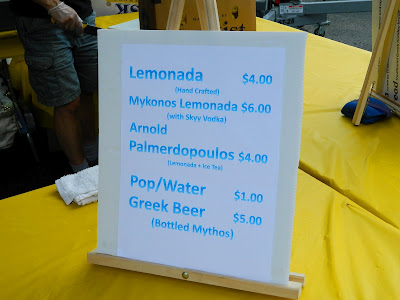 Lemonada $4.00
(Hand Crafted)
Mykonos Lemonada $6.00
(with Skyy Vodka)
Arnold
Palmerdopoulos $4.00
(Lemonada + Ice Tea)
Pop/Water $1.00
Greek Beer $5.00
(Bottled Mythos)